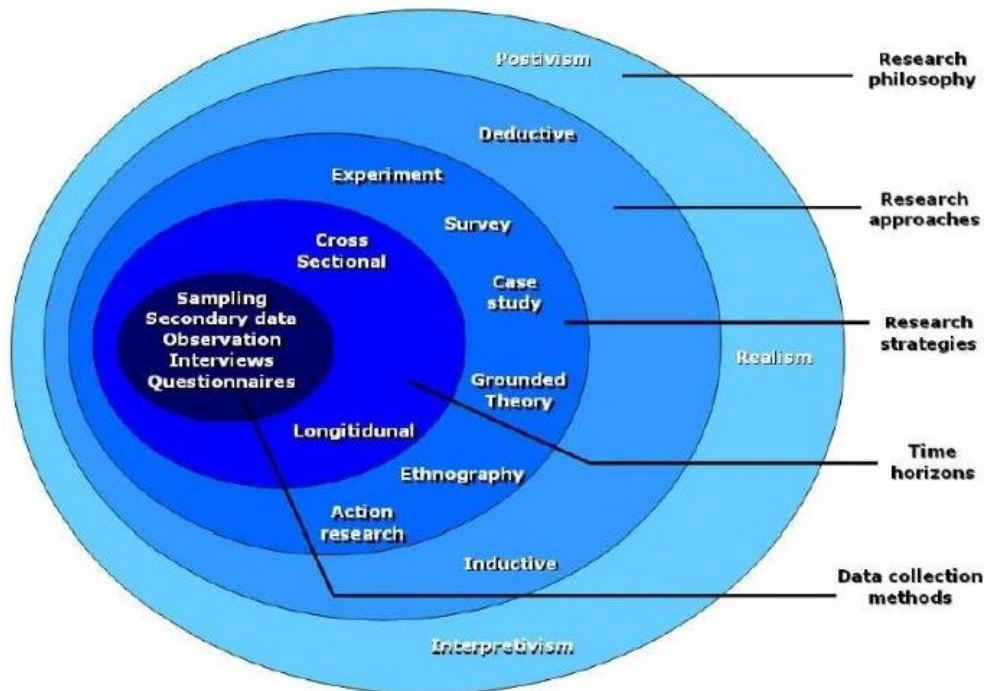 Postivism
Research
philosophy
Deductive
Experiment
Research
approaches
Survey
Cross
Sectional
Case
study
Sampling
Secondary data
Observation
Interviews
Questionnaires
Research
strategies
Realism
Grounded
Theory
Longitidunal
Time
horizons
Ethnography
Action
research
Inductive
Data collection
methods
Interpretivism